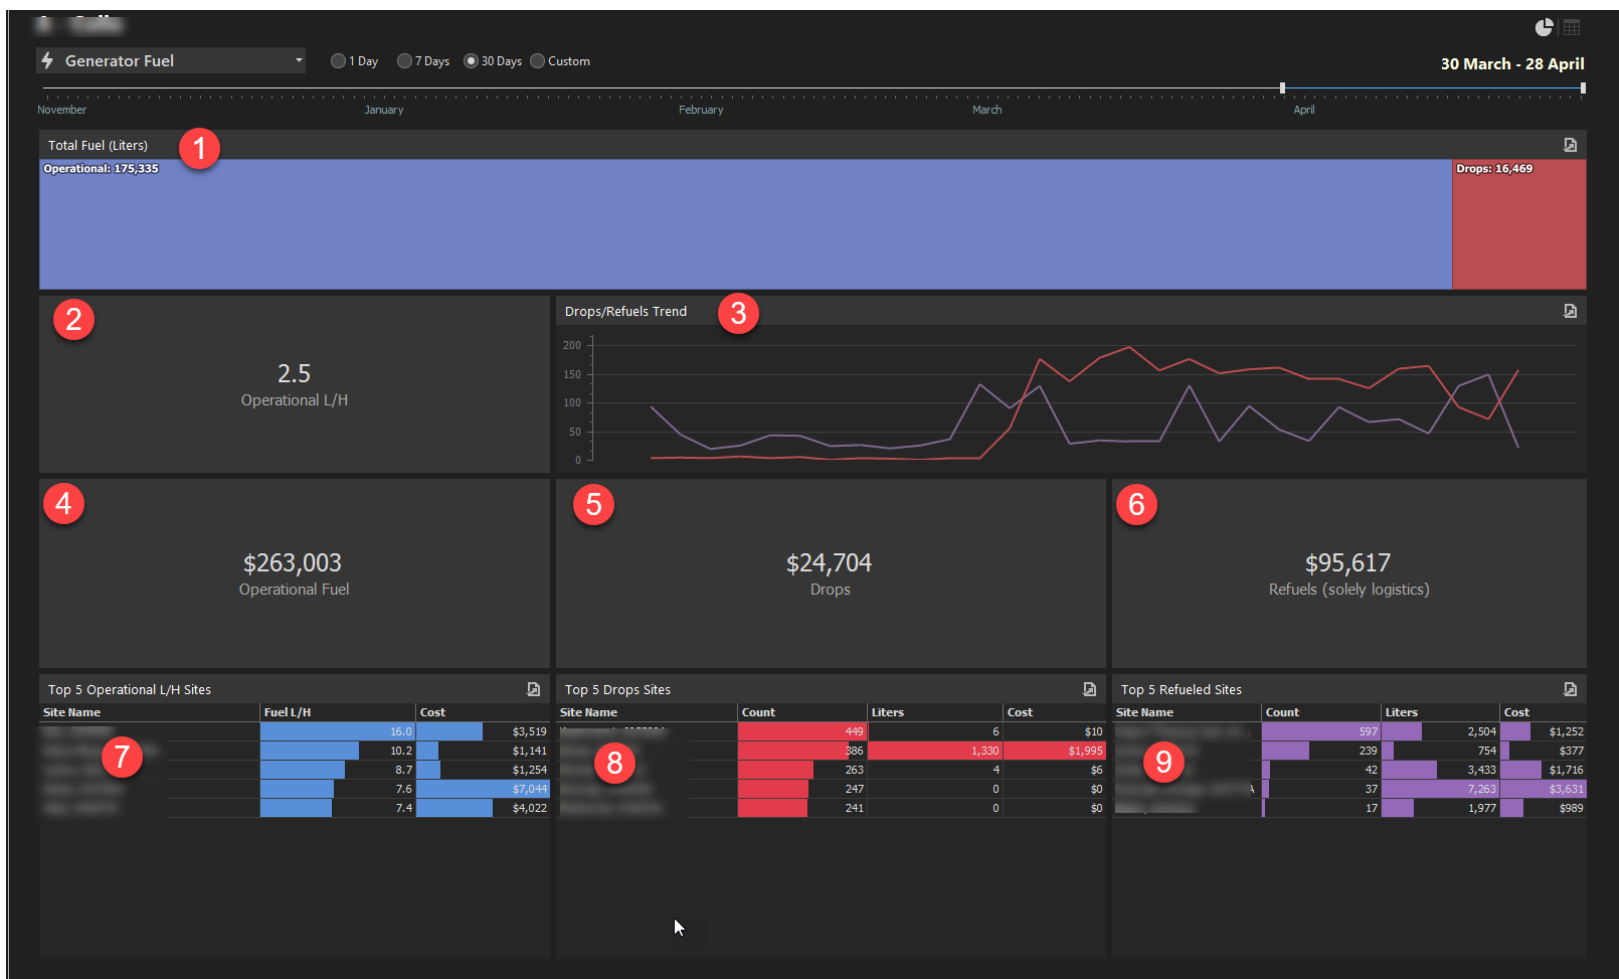 Generator Fuel
1 Day 7 Days 30 Days Custom
30 March - 28 April
November January February March April
Total Fuel (Liters) 1
Operational: 175,335 Drops: 16,469
2
2.5
Operational L/H
Drops/Refuels Trend 3
200
150
100
50
0
4
$263,003
Operational Fuel
5
$24,704
Drops
6
$95,617
Refuels (solely logistics)
Top 5 Operational L/H Sites
Site Name Fuel L/H Cost
16.0 $3,519
10.2 $1,141
8.7 $1,254
7.6 $7,044
7.4 $4,022
7
Top 5 Drops Sites
Site Name Count Liters Cost
449 6 $10
386 1,330 $1,995
263 4 $6
247 0 $0
241 0 $0
8
Top 5 Refueled Sites
Site Name Count Liters Cost
597 2,504 $1,252
239 754 $377
42 3,433 $1,716
37 7,263 $3,631
17 1,977 $989
9